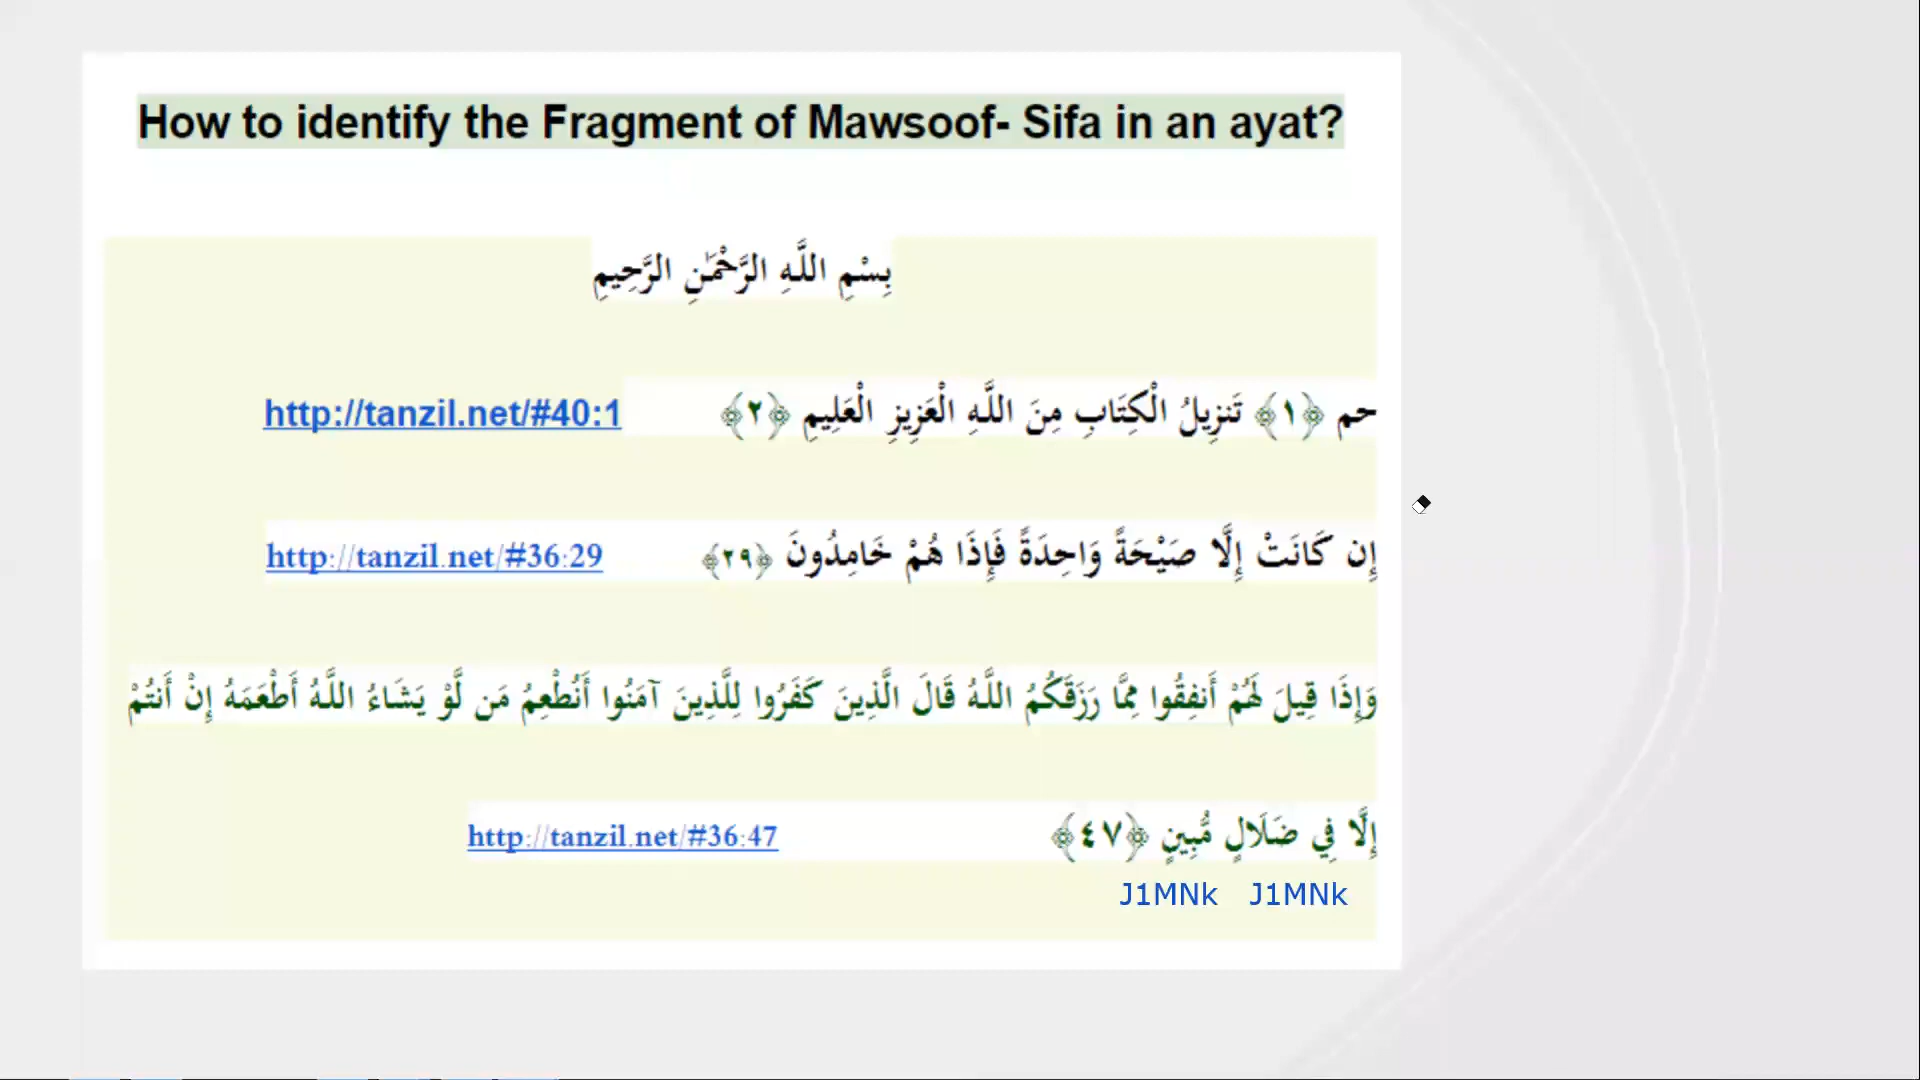 How to identify the Fragment of Mawsoof- Sifa in an ayat?
بِسْمِ اللَّهِ الرَّحْمَٰنِ الرَّحِيمِ
حم ﴿١﴾ تَنزِيلُ الْكِتَابِ مِنَ اللَّهِ الْعَزِيزِ الْعَلِيمِ ﴿٢﴾ http://tanzil.net/#40:1
إِن كَانَتْ إِلَّا صَيْحَةً وَاحِدَةً فَإِذَا هُمْ خَامِدُونَ ﴿٢٩﴾ http://tanzil.net/#36:29
وَإِذَا قِيلَ لَهُمْ أَنفِقُوا مِمَّا رَزَقَكُمُ اللَّهُ قَالَ الَّذِينَ كَفَرُوا لِلَّذِينَ آمَنُوا أَنُطْعِمُ مَن لَّوْ يَشَاءُ اللَّهُ أَطْعَمَهُ إِنْ أَنتُمْ
إِلَّا فِي ضَلَالٍ مُّبِينٍ ﴿٤٧﴾ http://tanzil.net/#36:47
J1MNk J1MNk